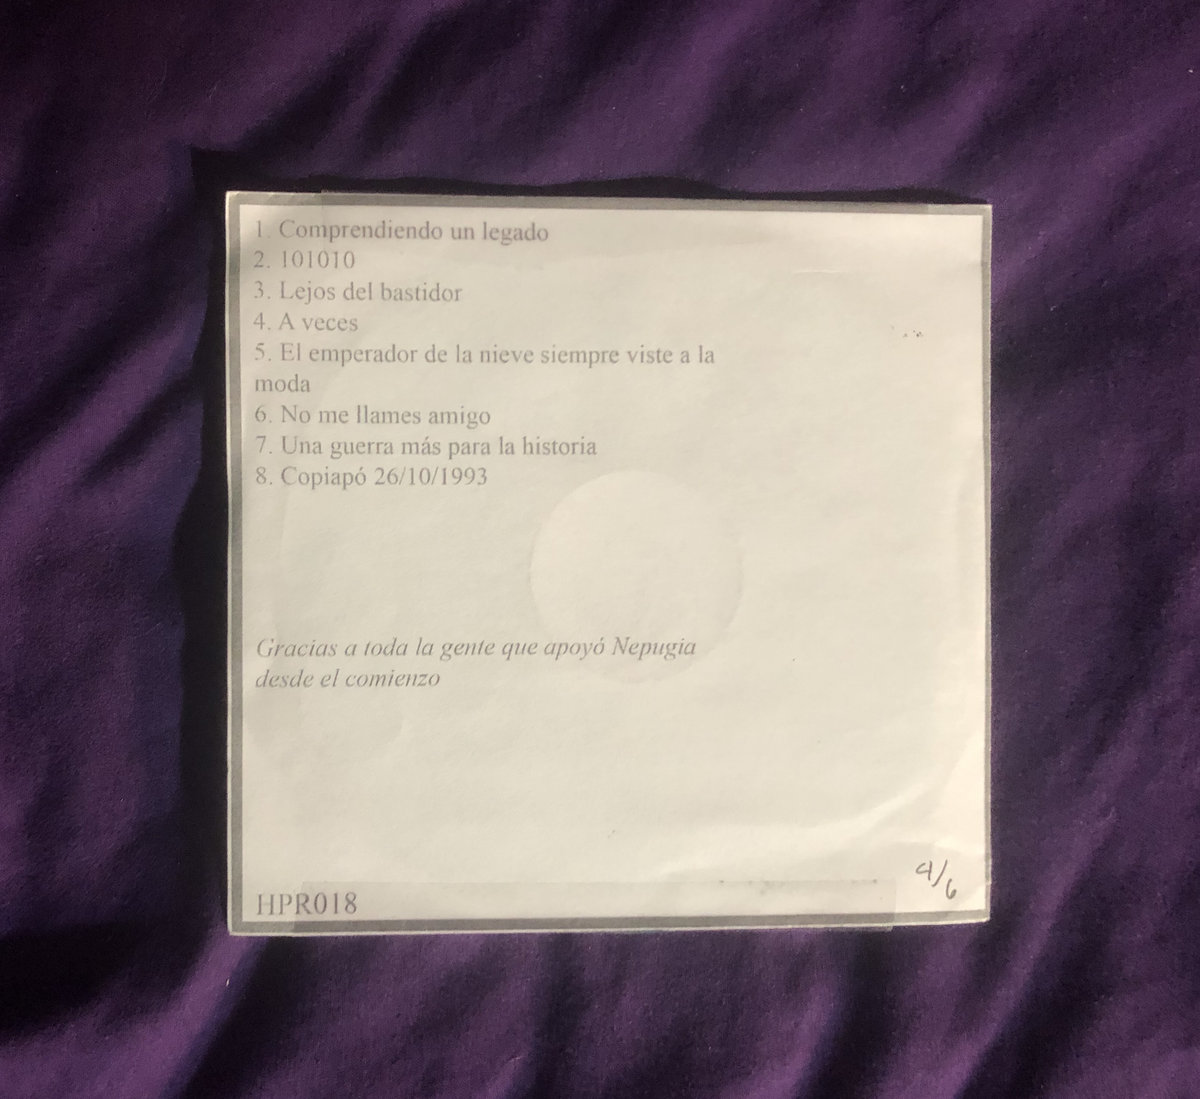 1. Comprendiendo un legado
2. 101010
3. Lejos del bastidor
4. A veces
5. El emperador de la nieve siempre viste a la
moda
6. No me llames amigo
7. Una guerra más para la historia
8. Copiapó 26/10/1993
Gracias a toda la gente que apoyó Nepugia
desde el comienzo
4/6
HPR018